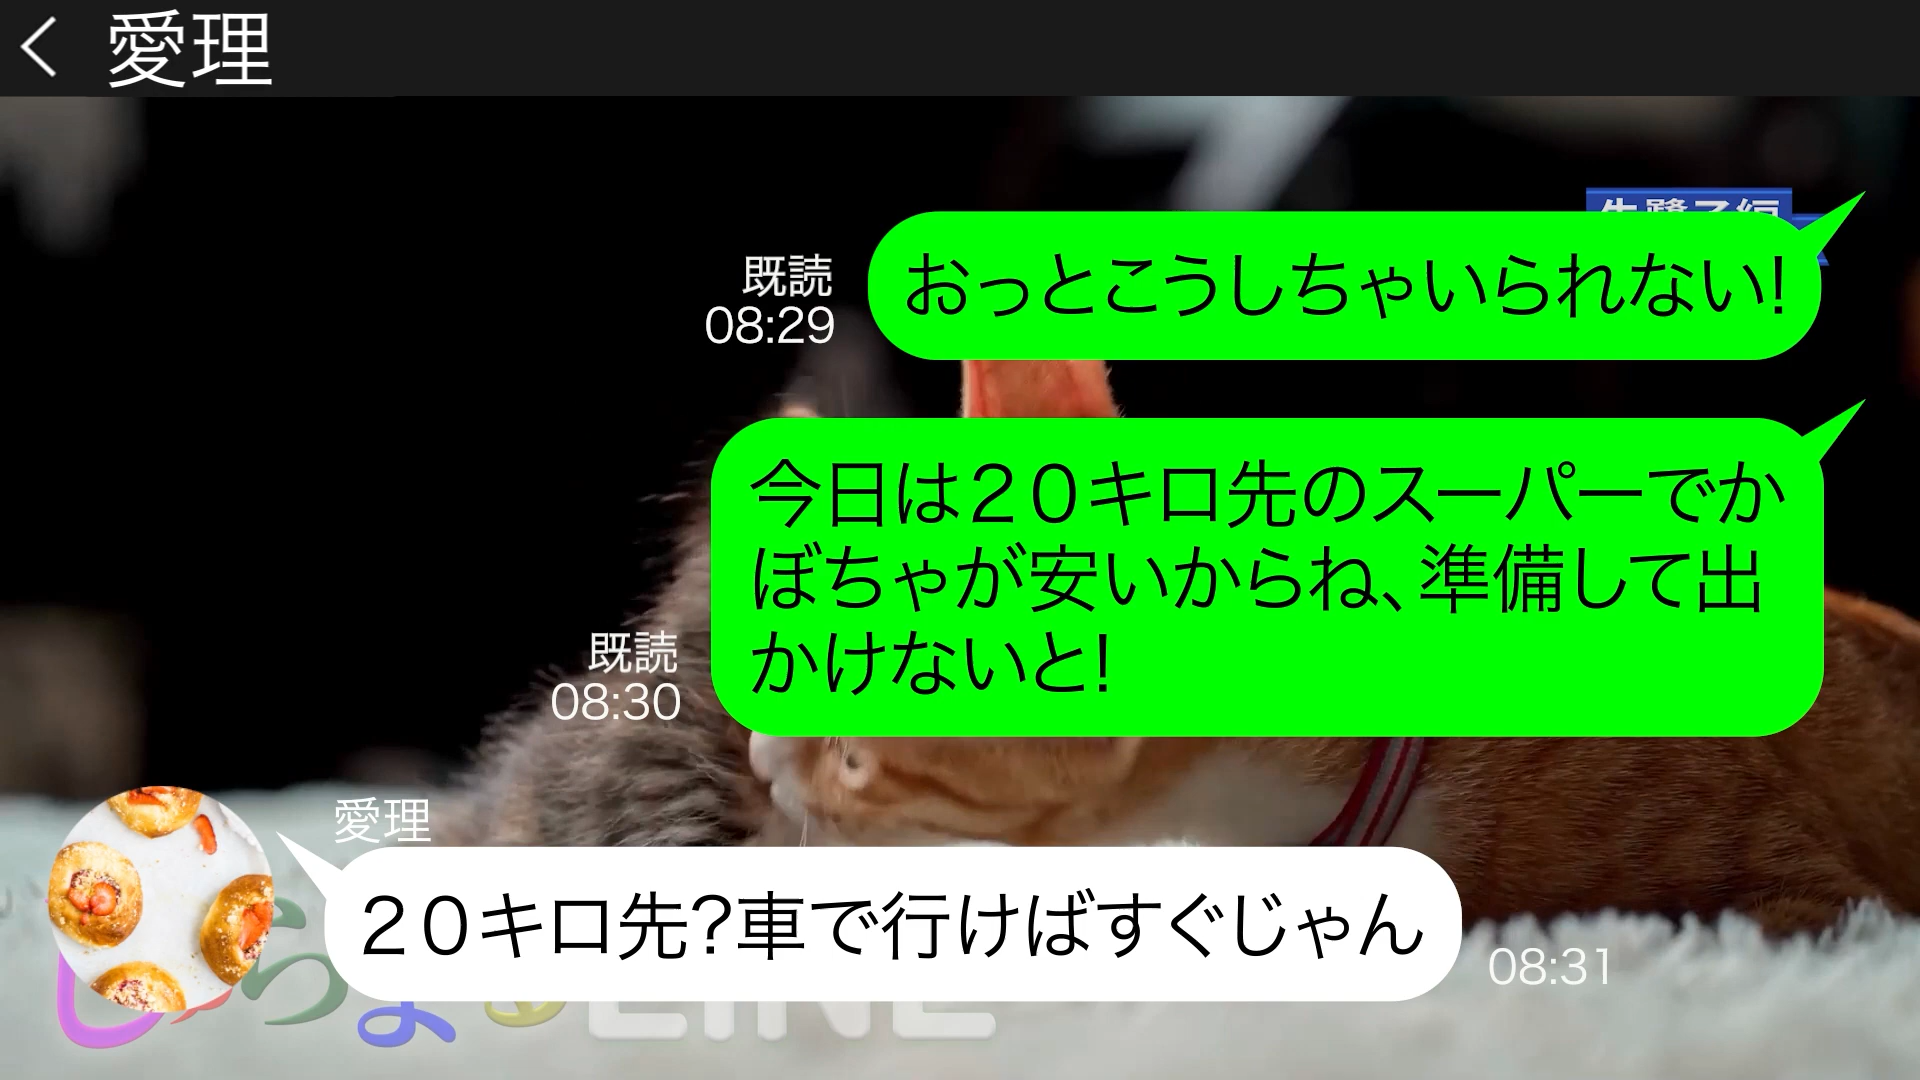 愛理
おっとこうしちゃいられない!
既読
08:29
今日は２０キロ先のスーパーでか
ぼちゃが安いからね、準備して出
かけないと!
既読
08:30
愛理
２０キロ先?車で行けばすぐじゃん
08:31
LINE